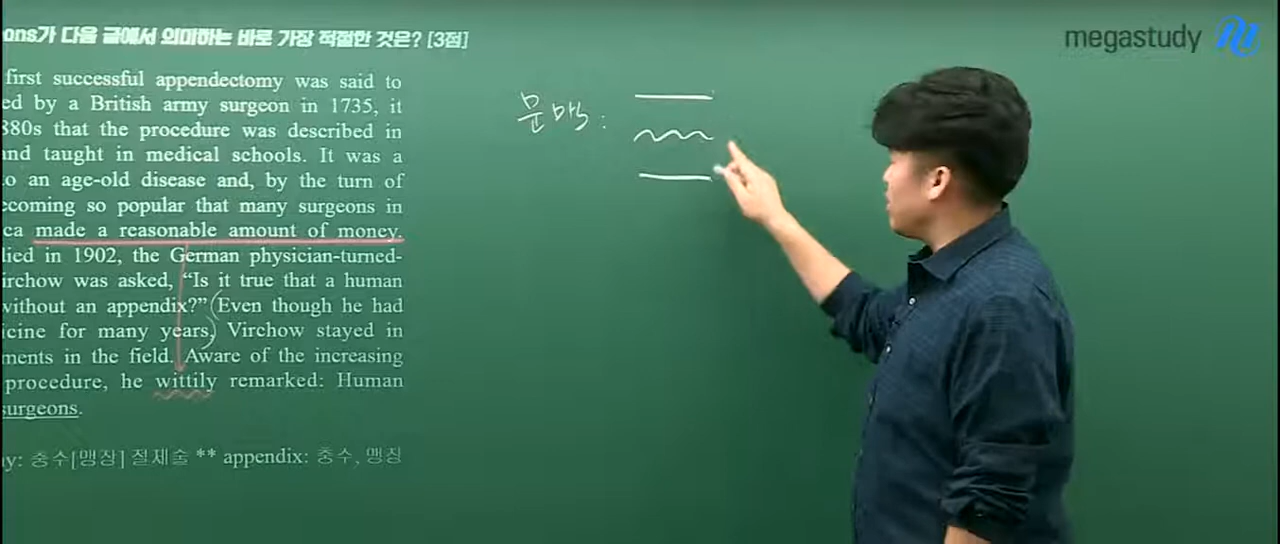 ons가 다음 글에서 의미하는 바로 가장 적절한 것은? [3점]
megastudy
first successful appendectomy was said to
ed by a British army surgeon in 1735, it
880s that the procedure was described in
and taught in medical schools. It was a
o an age-old disease and, by the turn of
ecoming so popular that many surgeons in
ca made a reasonable amount of money.
lied in 1902, the German physician-turned-
irchow was asked, “Is it true that a human
without an appendix?” Even though he had
icine for many years, Virchow stayed in
ments in the field. Aware of the increasing
procedure, he wittily remarked: Human
surgeons.
y: 충수[맹장] 절제술 ** appendix: 충수, 맹장
문맥: